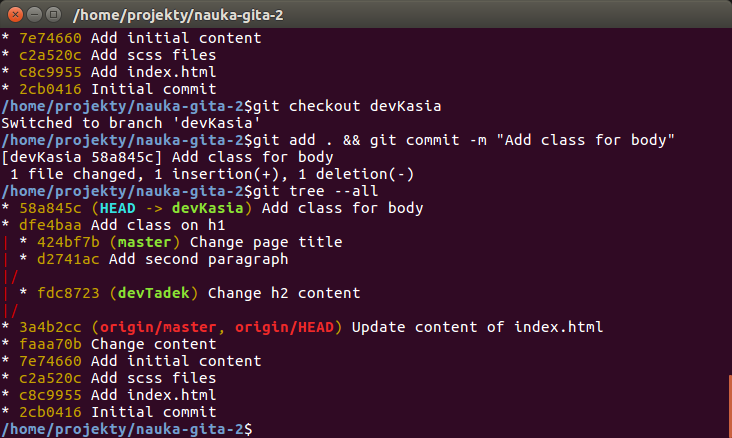 /home/projekty/nauka-gita-2
* 7e74660 Add initial content
* c2a520c Add scss files
* c8c9955 Add index.html
* 2cb0416 Initial commit
/home/projekty/nauka-gita-2$git checkout devKasia
Switched to branch 'devKasia'
/home/projekty/nauka-gita-2$git add . && git commit -m "Add class for body"
[devKasia 58a845c] Add class for body
 1 file changed, 1 insertion(+), 1 deletion(-)
/home/projekty/nauka-gita-2$git tree --all
* 58a845c (HEAD -> devKasia) Add class for body
* dfe4baa Add class on h1
| * 424bf7b (master) Change page title
| * d2741ac Add second paragraph
|/
| * fdc8723 (devTadek) Change h2 content
|/
* 3a4b2cc (origin/master, origin/HEAD) Update content of index.html
* faaa70b Change content
* 7e74660 Add initial content
* c2a520c Add scss files
* c8c9955 Add index.html
* 2cb0416 Initial commit
/home/projekty/nauka-gita-2$